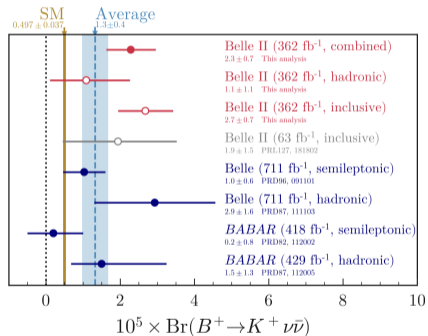 SM Average
0.497 ± 0.037 1.3±0.4
Belle II (362 fb⁻¹, combined)
2.3±0.7 This analysis
Belle II (362 fb⁻¹, hadronic)
1.1±1.1 This analysis
Belle II (362 fb⁻¹, inclusive)
2.7±0.7 This analysis
Belle II (63 fb⁻¹, inclusive)
1.9±1.5 PRL127, 181802
Belle (711 fb⁻¹, semileptonic)
1.0±0.6 PRD96, 091101
Belle (711 fb⁻¹, hadronic)
2.9±1.6 PRD87, 111103
BABAR (418 fb⁻¹, semileptonic)
0.2±0.8 PRD82, 112002
BABAR (429 fb⁻¹, hadronic)
1.5±1.3 PRD87, 112005
0 2 4 6 8 10
10⁵ × Br(B⁺→K⁺νν̄)